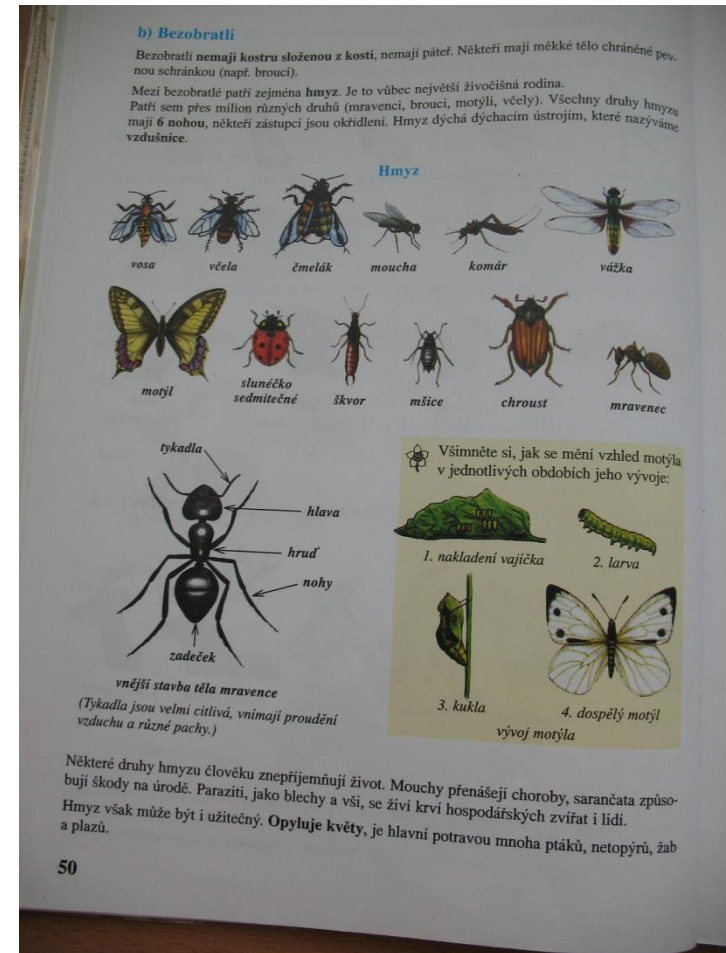 b) Bezobratlí
Bezobratlí nemají kostru složenou z kostí, nemají páteř. Někteří mají měkké tělo chráněné pev-
nou schránkou (např. brouci).
Mezi bezobratlé patří zejména hmyz. Je to vůbec největší živočišná rodina.
Patří sem přes milion různých druhů (mravenci, brouci, motýli, včely). Všechny druhy hmyzu
mají 6 nohou, někteří zástupci jsou okřídlení. Hmyz dýchá dýchacím ústrojím, které nazýváme
vzdušnice.
Hmyz
vosa včela čmelák moucha komár vážka
motýl slunéčko sedmitečné škvor mšice chroust mravenec
tykadla
hlava
hruď
nohy
zadeček
vnější stavba těla mravence
(Tykadla jsou velmi citlivá, vnímají proudění
vzduchu a různé pachy.)
Všimněte si, jak se mění vzhled motýla
v jednotlivých obdobích jeho vývoje:
1. nakladení vajíčka
2. larva
3. kukla
4. dospělý motýl
vývoj motýla
Některé druhy hmyzu člověku znepříjemňují život. Mouchy přenášejí choroby, sarančata způso-
bují škody na úrodě. Paraziti, jako blechy a vši, se živí krví hospodářských zvířat i lidí.
Hmyz však může být i užitečný. Opyluje květy, je hlavní potravou mnoha ptáků, netopýrů, žab
a plazů.
50